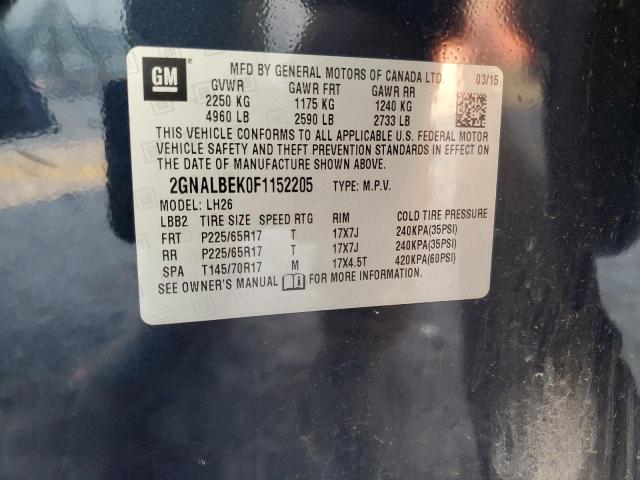 GM
MFD BY GENERAL MOTORS OF CANADA LTD. 03/15
GVWR GAWR FRT GAWR RR
2250 KG 1175 KG 1240 KG
4960 LB 2590 LB 2733 LB
THIS VEHICLE CONFORMS TO ALL APPLICABLE U.S. FEDERAL MOTOR
VEHICLE SAFETY AND THEFT PREVENTION STANDARDS IN EFFECT ON
THE DATE OF MANUFACTURE SHOWN ABOVE.
2GNALBEK0F1152205 TYPE: M.P.V.
MODEL: LH26
LBB2 TIRE SIZE SPEED RTG RIM COLD TIRE PRESSURE
FRT P225/65R17 T 17X7J 240KPA(35PSI)
RR P225/65R17 T 17X7J 240KPA(35PSI)
SPA T145/70R17 M 17X4.5T 420KPA(60PSI)
SEE OWNER'S MANUAL FOR MORE INFORMATION.